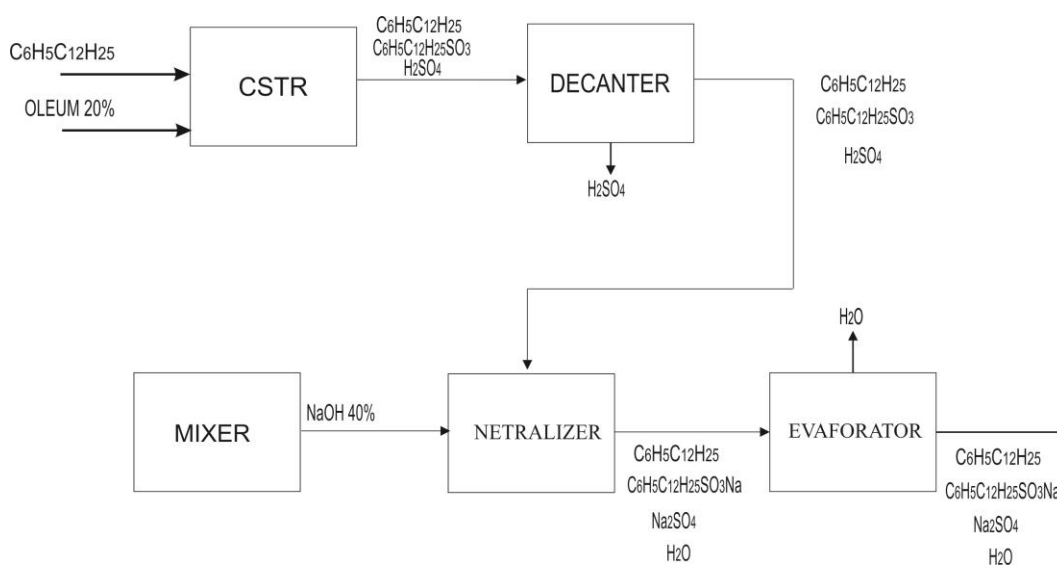 C6H5C12H25
OLEUM 20%
CSTR
C6H5C12H25
C6H5C12H25SO3
H2SO4
DECANTER
H2SO4
C6H5C12H25
C6H5C12H25SO3
H2SO4
MIXER
NaOH 40%
NETRALIZER
C6H5C12H25
C6H5C12H25SO3Na
Na2SO4
H2O
H2O
EVAFORATOR
C6H5C12H25
C6H5C12H25SO3Na
Na2SO4
H2O